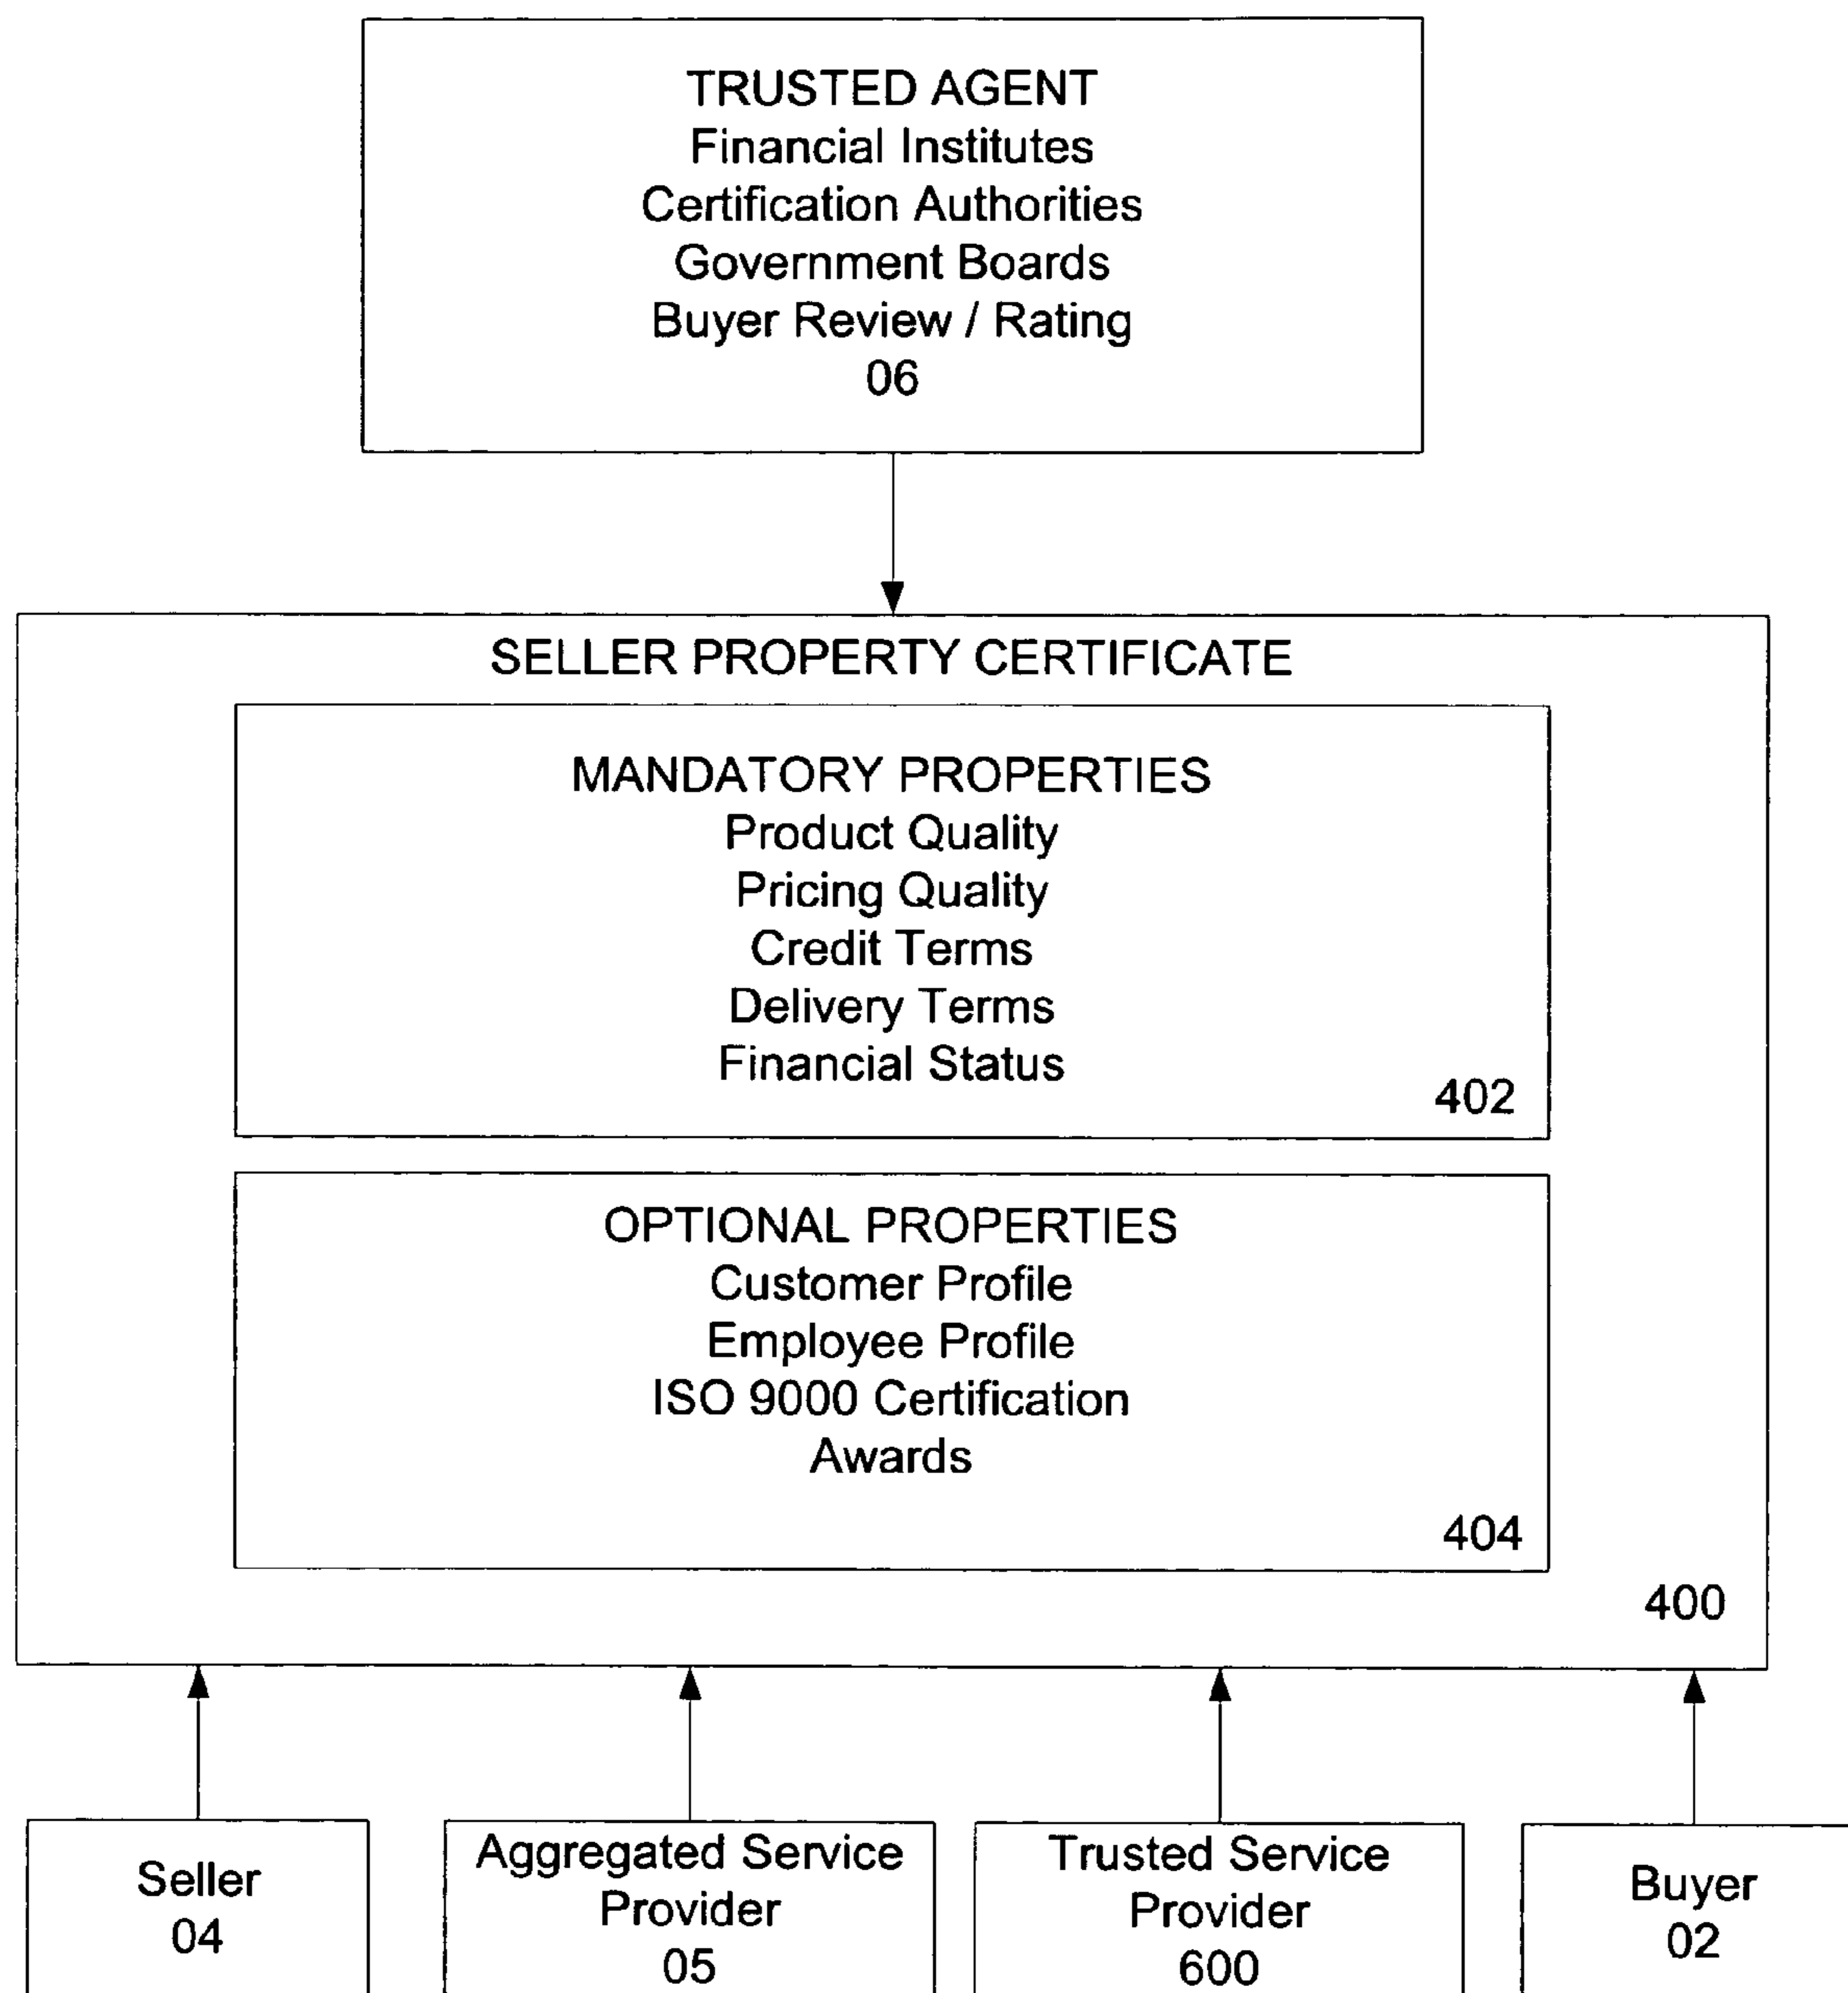 TRUSTED AGENT
Financial Institutes
Certification Authorities
Government Boards
Buyer Review / Rating
06
SELLER PROPERTY CERTIFICATE
MANDATORY PROPERTIES
Product Quality
Pricing Quality
Credit Terms
Delivery Terms
Financial Status
402
OPTIONAL PROPERTIES
Customer Profile
Employee Profile
ISO 9000 Certification
Awards
404
400
Seller
04
Aggregated Service
Provider
05
Trusted Service
Provider
600
Buyer
02